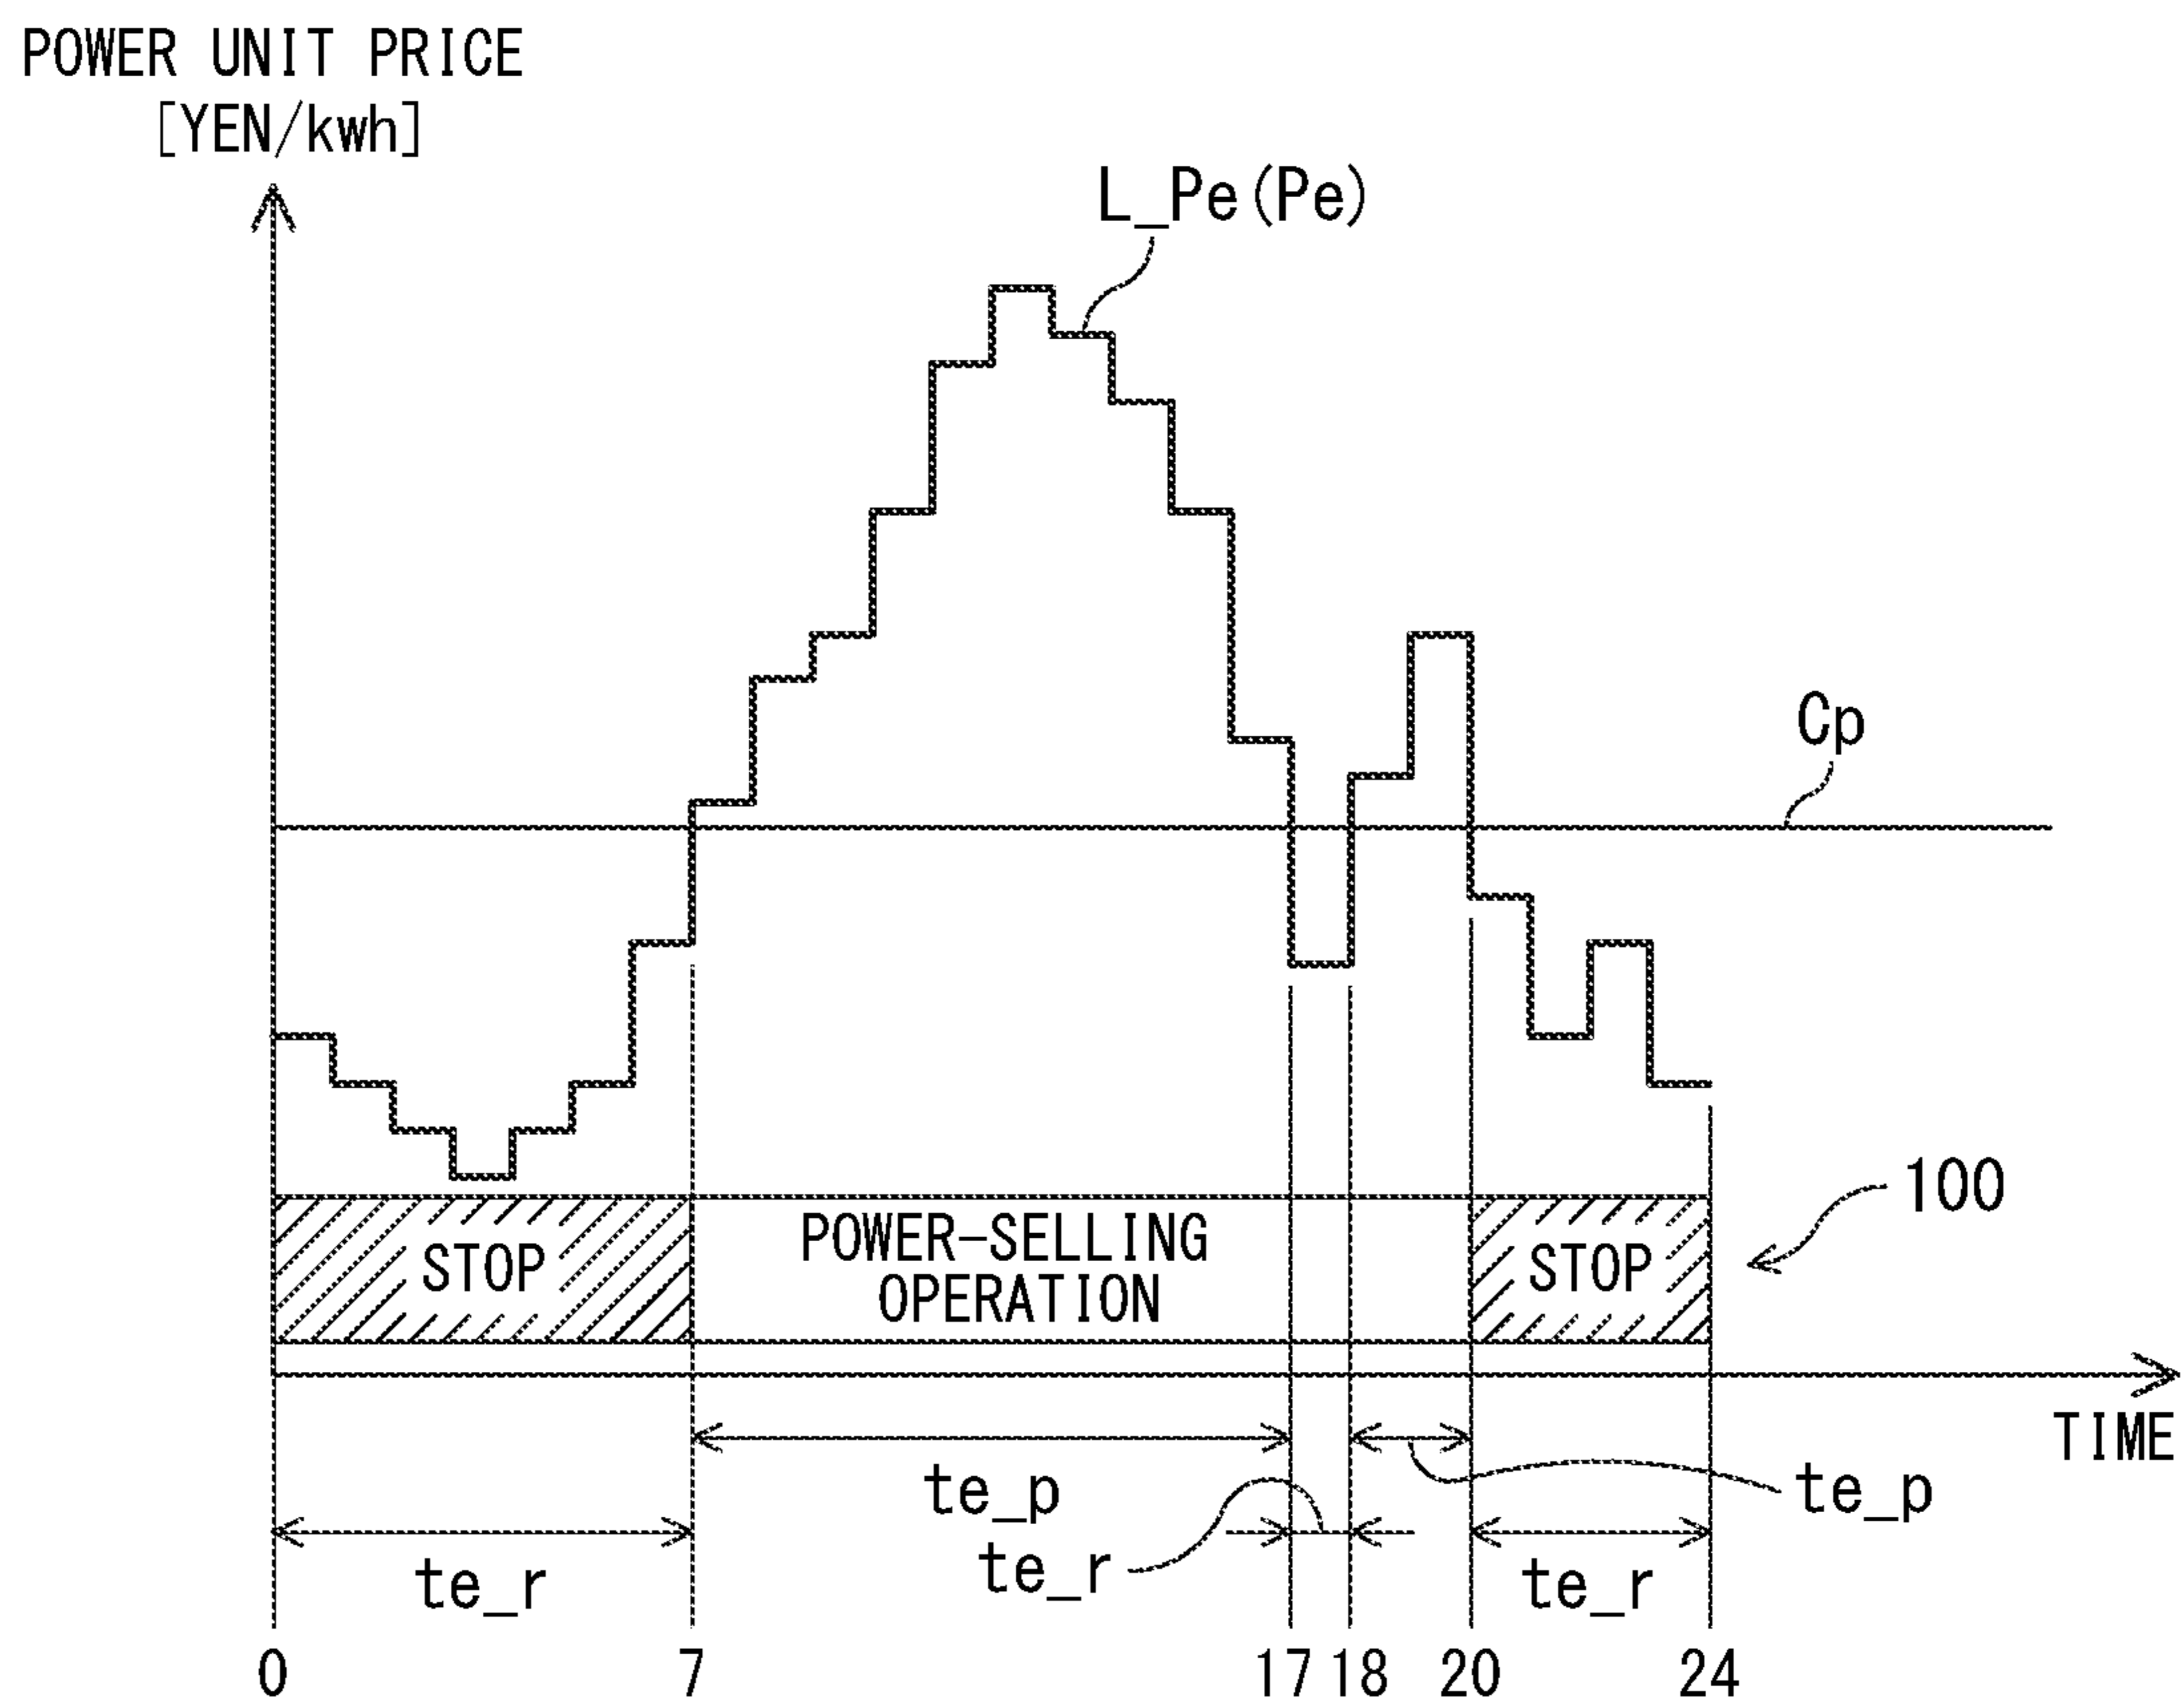 POWER UNIT PRICE
[YEN/kwh]
L_Pe(Pe)
Cp
100
STOP
POWER-SELLING
OPERATION
STOP
TIME
te_p
te_p
te_r
te_r
te_r
0
7
17
18
20
24